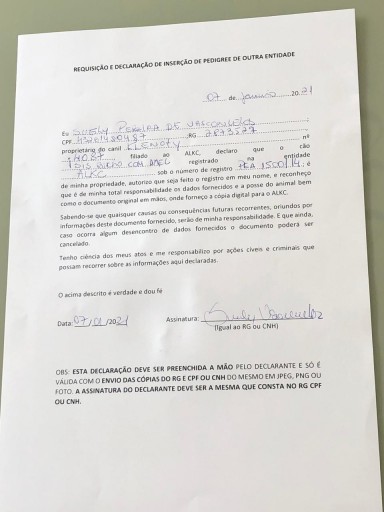 REQUISIÇÃO E DECLARAÇÃO DE INSERÇÃO DE PEDIGREE DE OUTRA ENTIDADE
07 de Janeiro 2021
Eu SUELY PEREIRA DE VASCONCELOS
CPF RG
proprietário do canil nº
14087 filiado ao ALKC, declaro que o cão
registrado na entidade
ALKC sob o número de registro é
de minha propriedade, autorizo que seja feito o registro em meu nome, e reconheço
que é de minha total responsabilidade os dados fornecidos e a posse do animal bem
como o documento original em mãos, onde forneço a cópia digital para o ALKC.
Sabendo-se que quaisquer causas ou consequências futuras recorrentes, oriundos por
informações deste documento fornecido, serão de minha responsabilidade. E que ainda,
caso ocorra algum desencontro de dados fornecidos o documento poderá ser
cancelado.
Tenho ciência dos meus atos e me responsabilizo por ações cíveis e criminais que
possam recorrer as informações aqui declaradas.
O acima descrito é verdade e dou fé
Data: 07/01/2021 Assinatura: Suely Vasconcelos
(Igual ao RG ou CNH)
OBS: ESTA DECLARAÇÃO DEVE SER PREENCHIDA A MÃO PELO DECLARANTE E SÓ É
VÁLIDA COM O ENVIO DAS CÓPIAS DO RG E CPF OU CNH DO MESMO EM JPEG, PNG OU
FOTO. A ASSINATURA DO DECLARANTE DEVE SER A MESMA QUE CONSTA NO RG CPF
OU CNH.